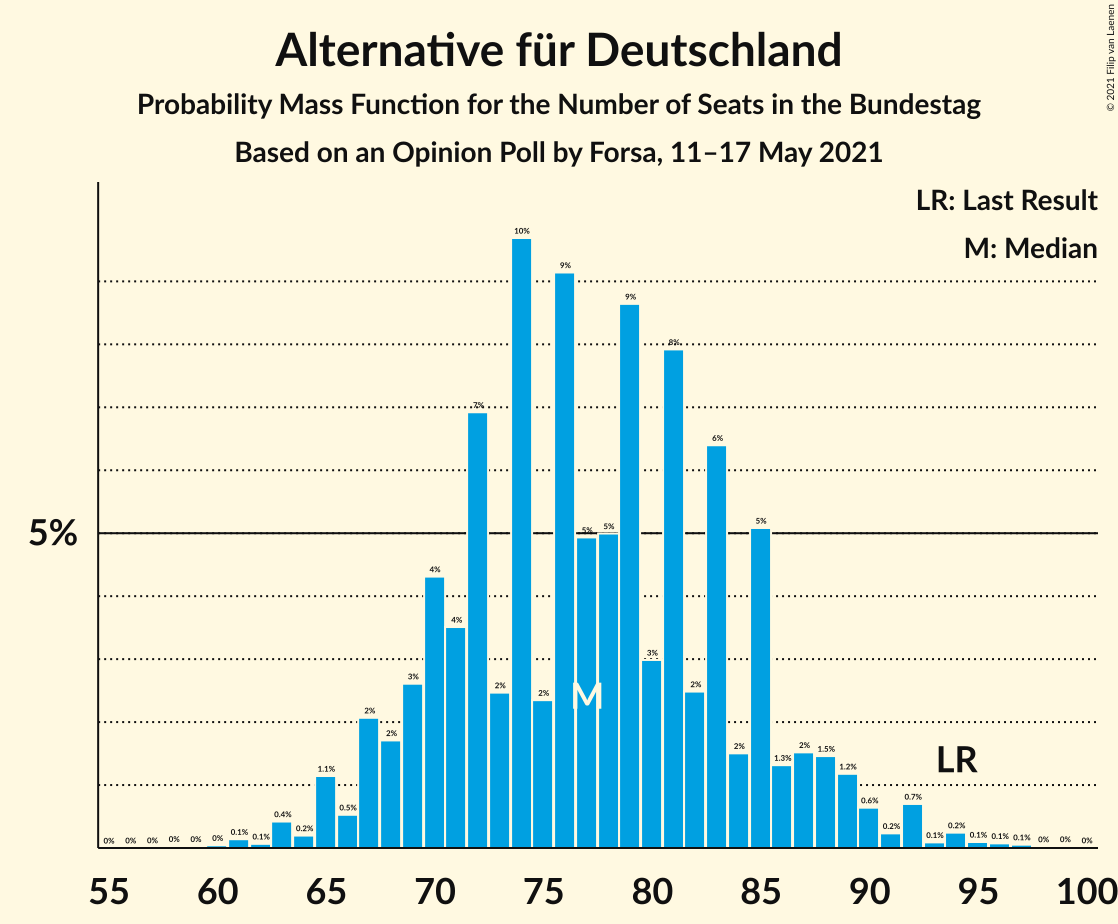 Alternative für Deutschland
Probability Mass Function for the Number of Seats in the Bundestag
Based on an Opinion Poll by Forsa, 11–17 May 2021
© 2021 Filip van Laenen
LR: Last Result
M: Median
5%
0% 0% 0% 0% 0% 0% 0.1% 0.1% 0.4% 0.2% 1.1% 0.5% 2% 2% 3% 4% 4% 7% 2% 10% 2% 9% 5% 5% 9% 3% 8% 2% 6% 2% 5% 1.3% 2% 1.5% 1.2% 0.6% 0.2% 0.7% 0.1% 0.2% 0.1% 0.1% 0.1% 0% 0% 0%
M
LR
55 60 65 70 75 80 85 90 95 100